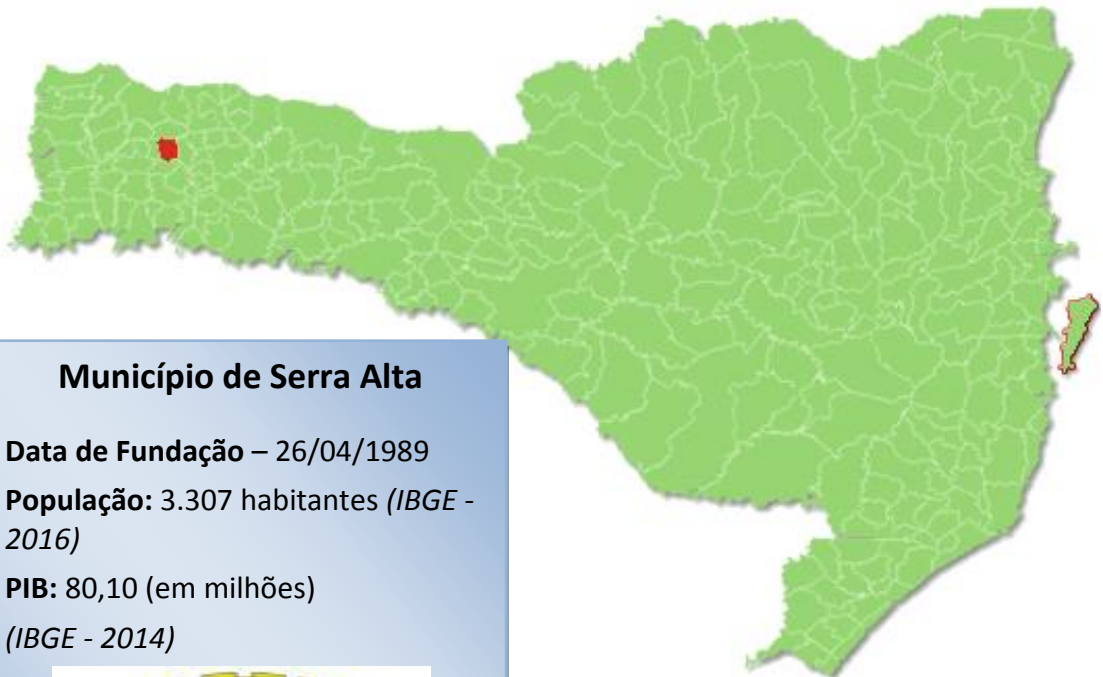 Município de Serra Alta
Data de Fundação – 26/04/1989
População: 3.307 habitantes (IBGE -
2016)
PIB: 80,10 (em milhões)
(IBGE - 2014)